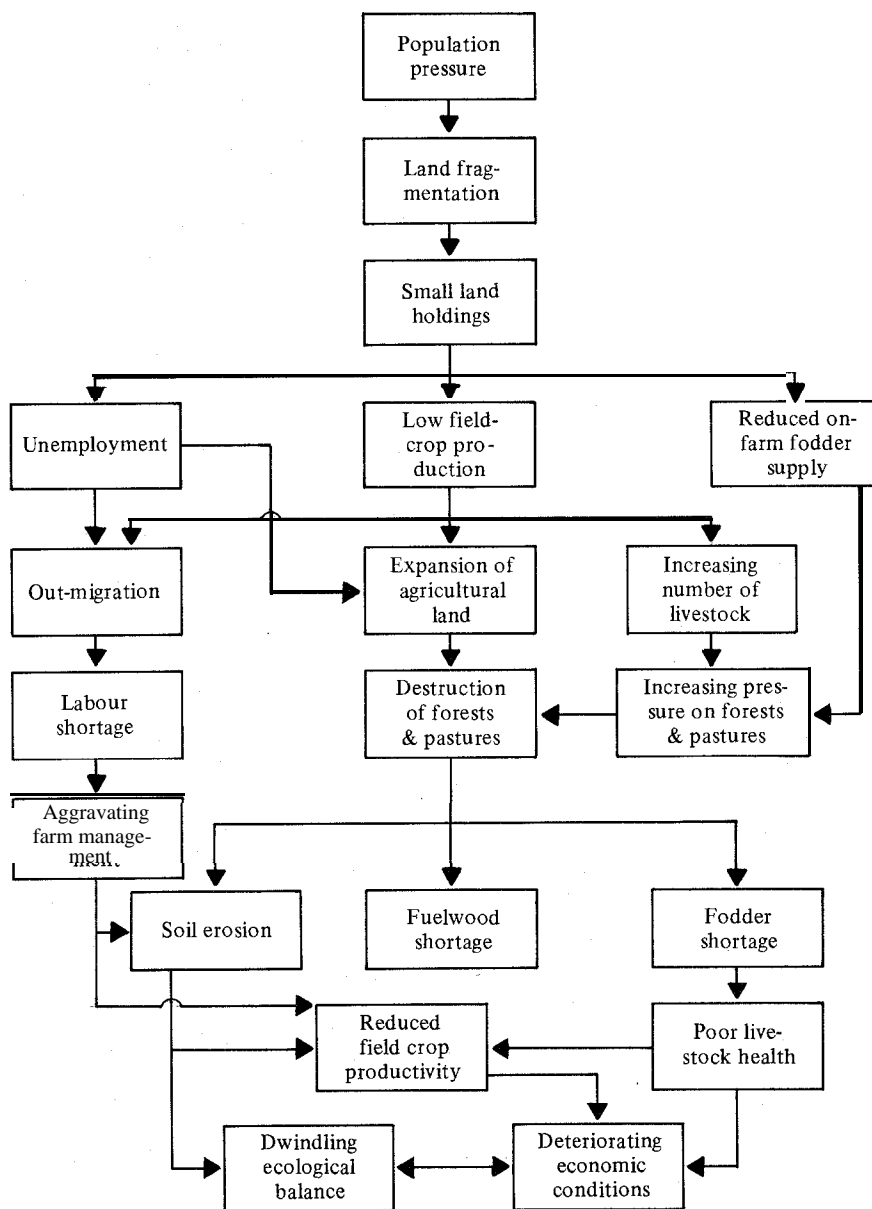 Population
pressure
Land frag-
mentation
Small land
holdings
Unemployment
Low field-
crop pro-
duction
Reduced on-
farm fodder
supply
Out-migration
Expansion of
agricultural
land
Increasing
number of
livestock
Labour
shortage
Destruction
of forests
& pastures
Increasing pres-
sure on forests
& pastures
Aggravating
farm manage-
ment
Soil erosion
Fuelwood
shortage
Fodder
shortage
Reduced
field crop
productivity
Poor live-
stock health
Dwindling
ecological
balance
Deteriorating
economic
conditions